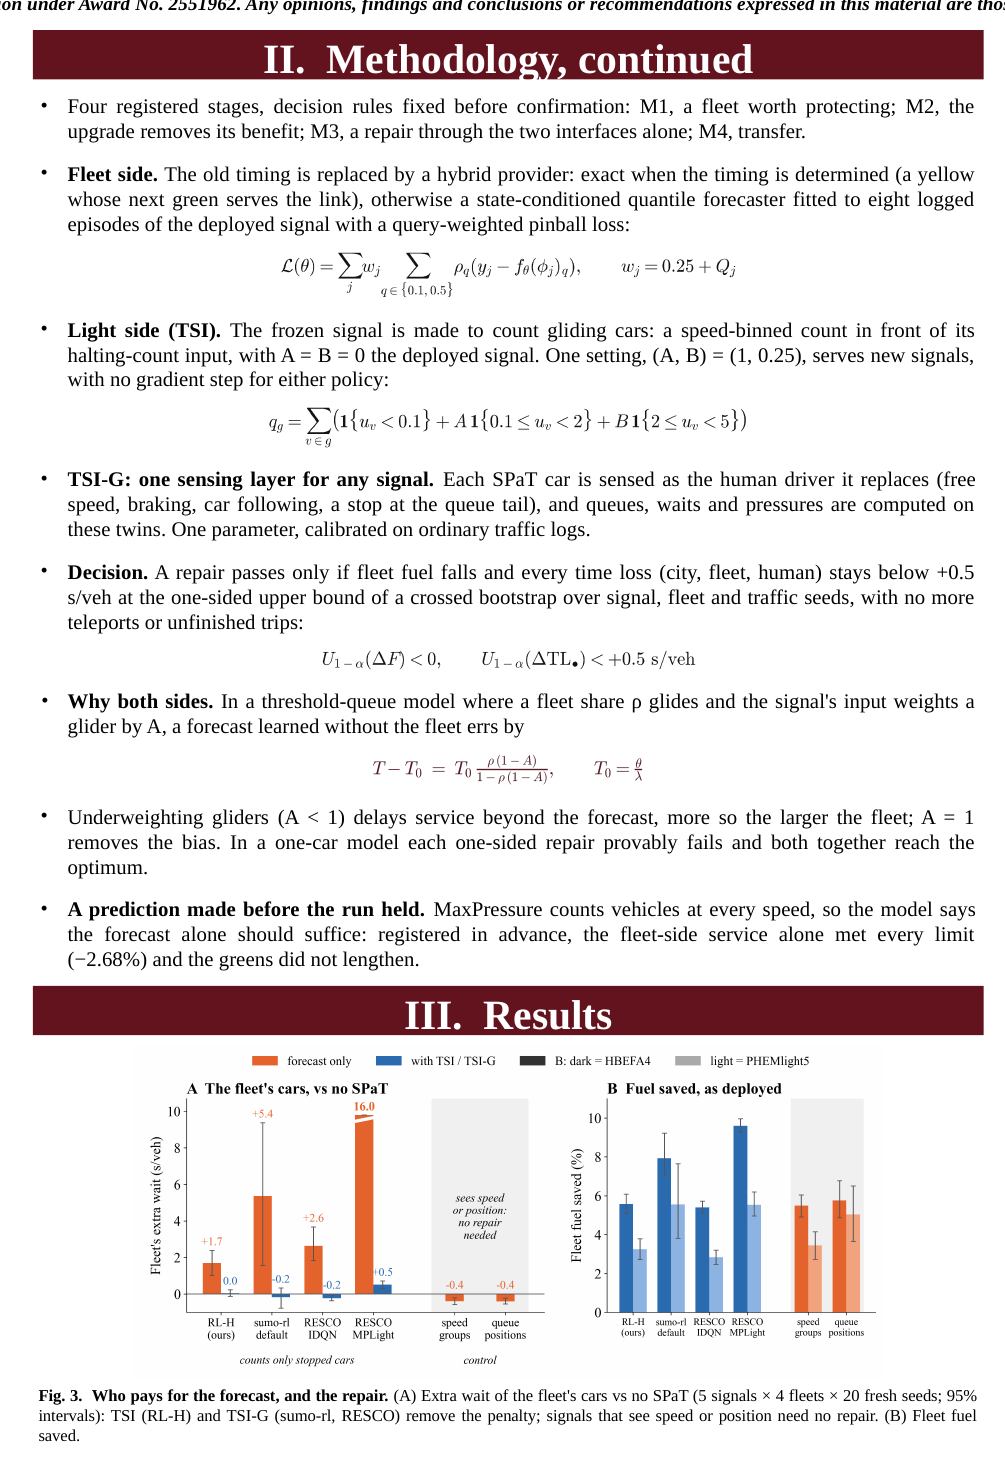 ion under Award No. 2551962. Any opinions, findings and conclusions or recommendations expressed in this material are thos
II. Methodology, continued
• Four registered stages, decision rules fixed before confirmation: M1, a fleet worth protecting; M2, the
upgrade removes its benefit; M3, a repair through the two interfaces alone; M4, transfer.
• Fleet side. The old timing is replaced by a hybrid provider: exact when the timing is determined (a yellow
whose next green serves the link), otherwise a state-conditioned quantile forecaster fitted to eight logged
episodes of the deployed signal with a query-weighted pinball loss:
ℒ(θ) = ∑_j w_j ∑_{q ∈ {0.1, 0.5}} ρ_q(y_j − f_θ(ϕ_j)_q), w_j = 0.25 + Q_j
• Light side (TSI). The frozen signal is made to count gliding cars: a speed-binned count in front of its
halting-count input, with A = B = 0 the deployed signal. One setting, (A, B) = (1, 0.25), serves new signals,
with no gradient step for either policy:
q_g = ∑_{v ∈ g} (1{u_v < 0.1} + A 1{0.1 ≤ u_v < 2} + B 1{2 ≤ u_v < 5})
• TSI-G: one sensing layer for any signal. Each SPaT car is sensed as the human driver it replaces (free
speed, braking, car following, a stop at the queue tail), and queues, waits and pressures are computed on
these twins. One parameter, calibrated on ordinary traffic logs.
• Decision. A repair passes only if fleet fuel falls and every time loss (city, fleet, human) stays below +0.5
s/veh at the one-sided upper bound of a crossed bootstrap over signal, fleet and traffic seeds, with no more
teleports or unfinished trips:
U_{1−α}(ΔF) < 0, U_{1−α}(ΔTL_•) < +0.5 s/veh
• Why both sides. In a threshold-queue model where a fleet share ρ glides and the signal's input weights a
glider by A, a forecast learned without the fleet errs by
T − T_0 = T_0 ρ(1 − A) / 1 − ρ(1 − A), T_0 = θ/λ
• Underweighting gliders (A < 1) delays service beyond the forecast, more so the larger the fleet; A = 1
removes the bias. In a one-car model each one-sided repair provably fails and both together reach the
optimum.
• A prediction made before the run held. MaxPressure counts vehicles at every speed, so the model says
the forecast alone should suffice: registered in advance, the fleet-side service alone met every limit
(−2.68%) and the greens did not lengthen.
III. Results
forecast only with TSI / TSI-G B: dark = HBEFA4 light = PHEMlight5
A The fleet's cars, vs no SPaT
Fleet's extra wait (s/veh)
10
8
6
4
2
0
+1.7
0.0
+5.4
-0.2
+2.6
-0.2
16.0
+0.5
-0.4
-0.4
sees speed
or position:
no repair
needed
RL-H
(ours)
sumo-rl
default
RESCO
IDQN
RESCO
MPLight
speed
groups
queue
positions
counts only stopped cars
control
B Fuel saved, as deployed
Fleet fuel saved (%)
10
8
6
4
2
0
RL-H
(ours)
sumo-rl
default
RESCO
IDQN
RESCO
MPLight
speed
groups
queue
positions
Fig. 3. Who pays for the forecast, and the repair. (A) Extra wait of the fleet's cars vs no SPaT (5 signals × 4 fleets × 20 fresh seeds; 95%
intervals): TSI (RL-H) and TSI-G (sumo-rl, RESCO) remove the penalty; signals that see speed or position need no repair. (B) Fleet fuel
saved.